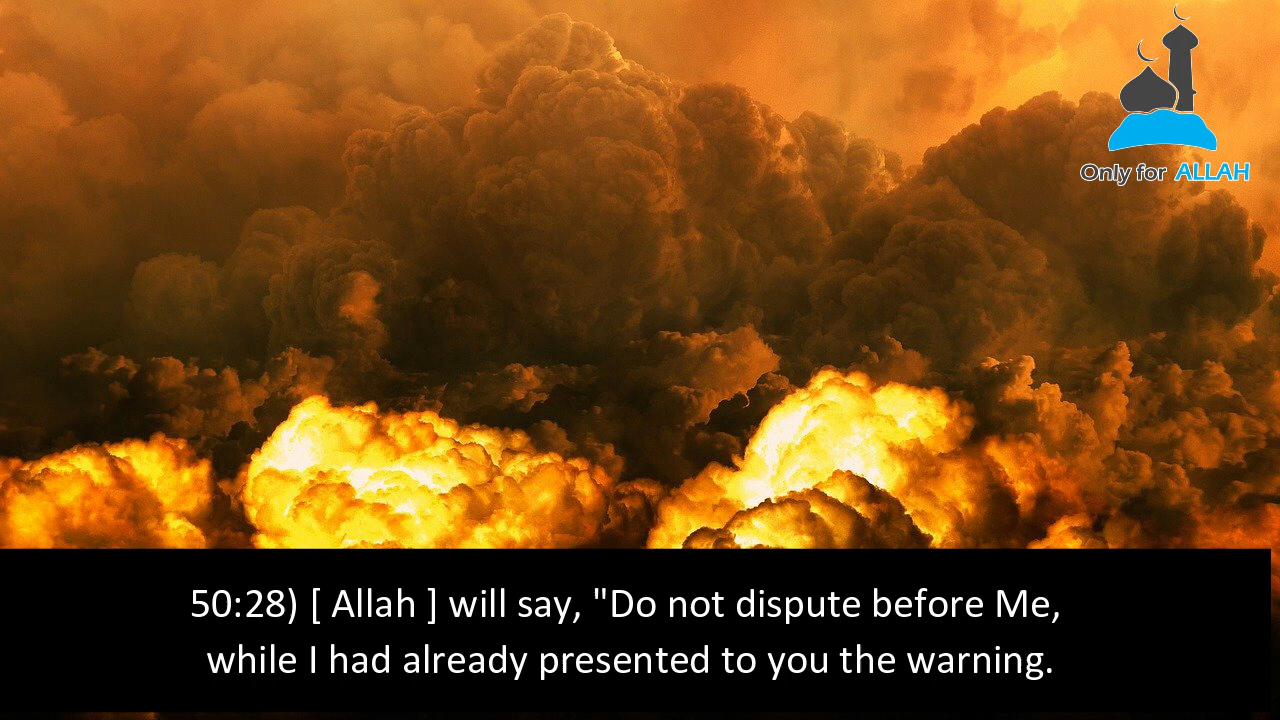 Only for ALLAH
50:28) [ Allah ] will say, "Do not dispute before Me,
while I had already presented to you the warning.